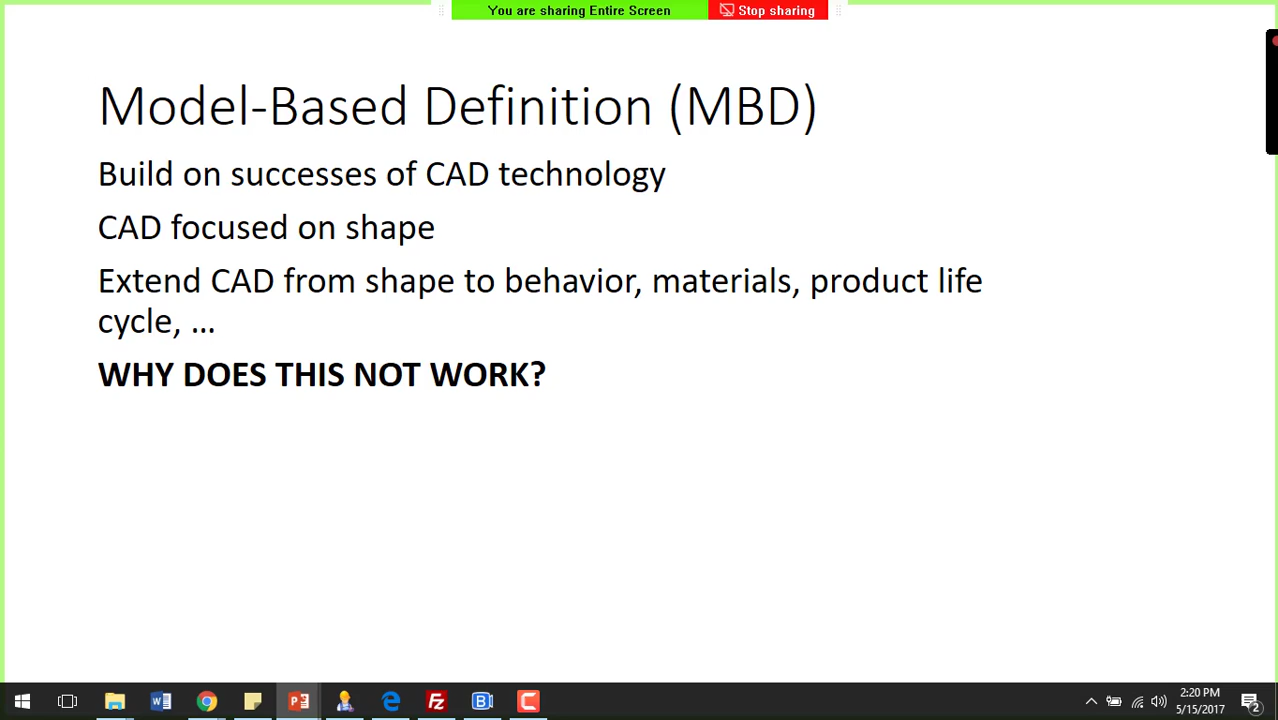 You are sharing Entire Screen Stop sharing
Model-Based Definition (MBD)
Build on successes of CAD technology
CAD focused on shape
Extend CAD from shape to behavior, materials, product life
cycle, ...
WHY DOES THIS NOT WORK?
2:20 PM
5/15/2017
2